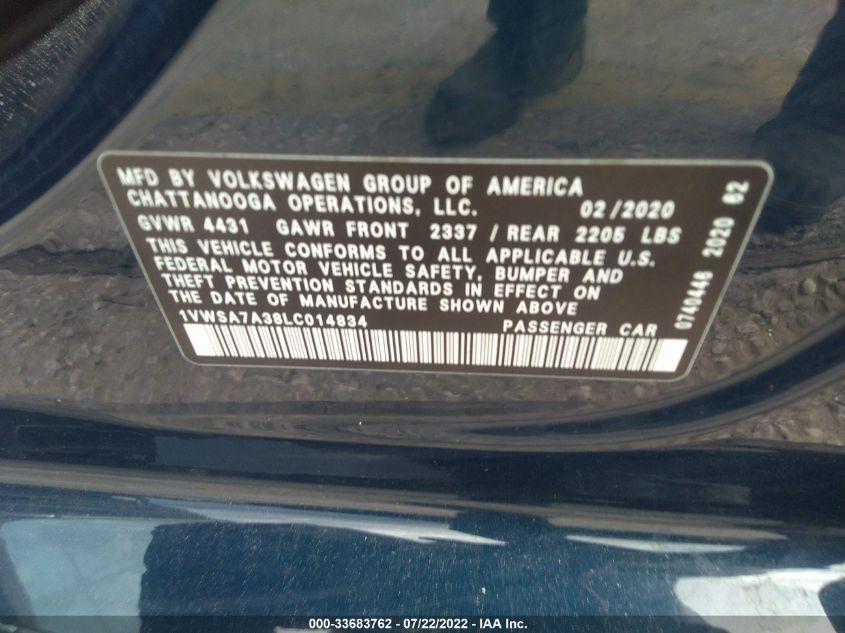 MFD BY VOLKSWAGEN GROUP OF AMERICA
CHATTANOOGA OPERATIONS, LLC. 02/2020
GVWR 4431 GAWR FRONT 2337 / REAR 2205 LBS
THIS VEHICLE CONFORMS TO ALL APPLICABLE U.S.
FEDERAL MOTOR VEHICLE SAFETY, BUMPER AND
THEFT PREVENTION STANDARDS IN EFFECT ON
THE DATE OF MANUFACTURE SHOWN ABOVE
1VWSA7A38LC014834 PASSENGER CAR
0740446 2020 62
000-33683762 / 07/22/2022 - IAA Inc.